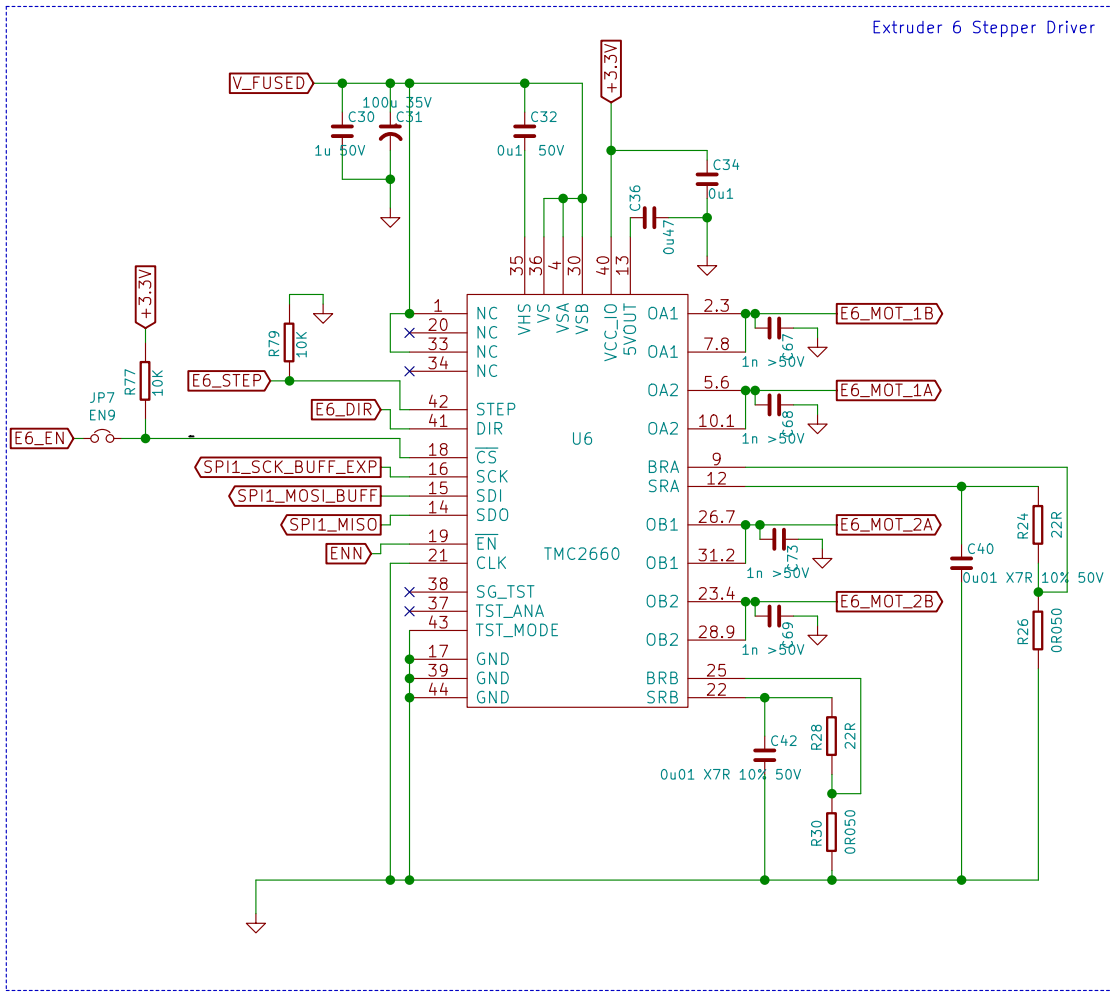 Extruder 6 Stepper Driver
V_FUSED
+3.3V
100u 35V
C30
C31
1u 50V
C32
0u1 50V
C34
0u1
C36
0u47
35
36
4
30
40
13
VHS
VS
VSA
VSB
VCC_IO
5VOUT
+3.3V
R77
10K
R79
10K
JP7
EN9
E6_EN
E6_STEP
E6_DIR
SPI1_SCK_BUFF_EXP
SPI1_MOSI_BUFF
SPI1_MISO
ENN
1 NC
20 NC
33 NC
34 NC
42 STEP
41 DIR
18 CS
16 SCK
15 SDI
14 SDO
19 EN
21 CLK
38 SG_TST
37 TST_ANA
43 TST_MODE
17 GND
39 GND
44 GND
U6
TMC2660
OA1 2.3
OA1 7.8
OA2 5.6
OA2 10.1
BRA 9
SRA 12
OB1 26.7
OB1 31.2
OB2 23.4
OB2 28.9
BRB 25
SRB 22
E6_MOT_1B
C67
1n >50V
E6_MOT_1A
C68
1n >50V
E6_MOT_2A
C73
1n >50V
E6_MOT_2B
C69
1n >50V
R24
22R
C40
0u01 X7R 10% 50V
R26
0R050
R28
22R
C42
0u01 X7R 10% 50V
R30
0R050